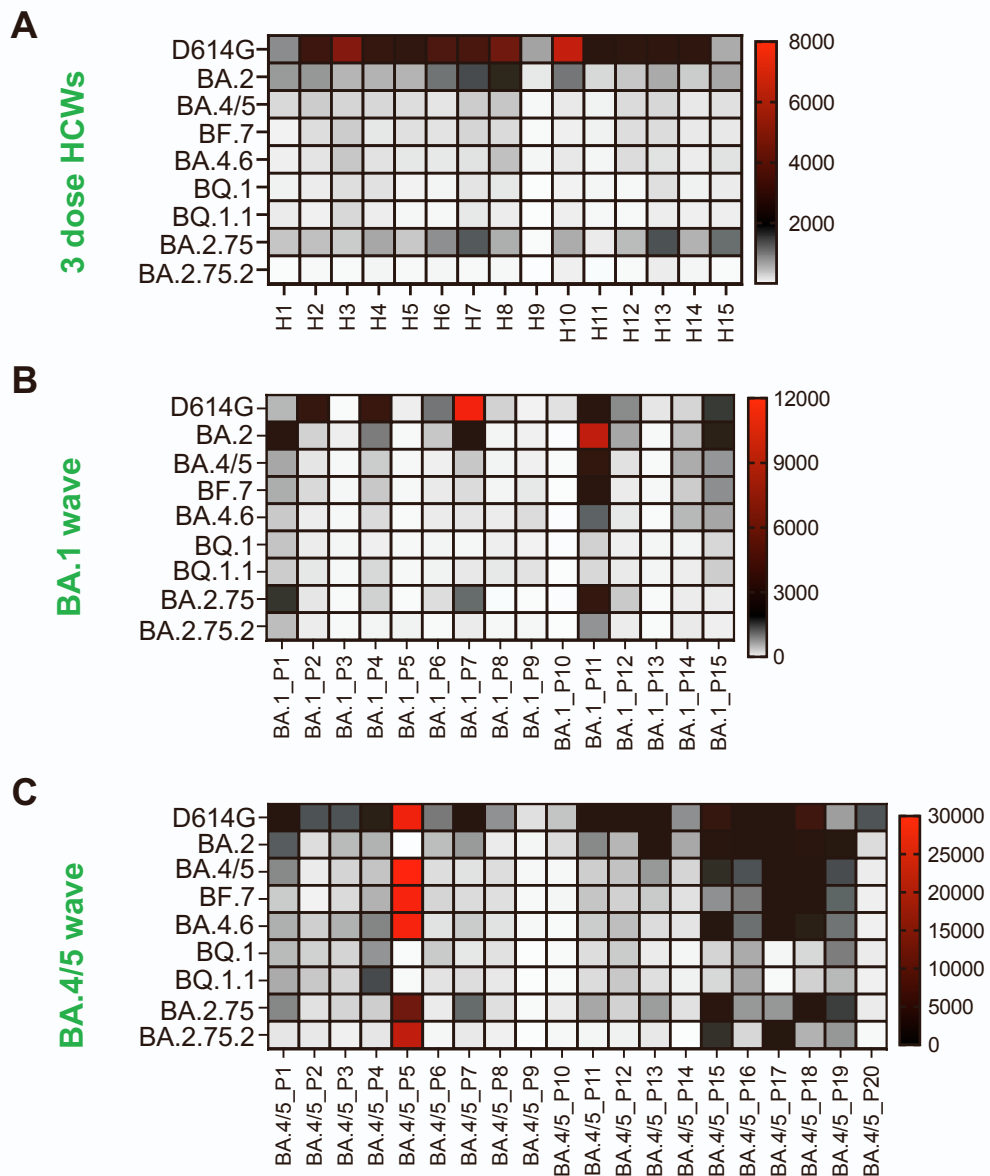 A
3 dose HCWs
D614G
BA.2
BA.4/5
BF.7
BA.4.6
BQ.1
BQ.1.1
BA.2.75
BA.2.75.2
H1 H2 H3 H4 H5 H6 H7 H8 H9 H10 H11 H12 H13 H14 H15
8000
6000
4000
2000
B
BA.1 wave
D614G
BA.2
BA.4/5
BF.7
BA.4.6
BQ.1
BQ.1.1
BA.2.75
BA.2.75.2
BA.1_P1 BA.1_P2 BA.1_P3 BA.1_P4 BA.1_P5 BA.1_P6 BA.1_P7 BA.1_P8 BA.1_P9 BA.1_P10 BA.1_P11 BA.1_P12 BA.1_P13 BA.1_P14 BA.1_P15
12000
9000
6000
3000
0
C
BA.4/5 wave
D614G
BA.2
BA.4/5
BF.7
BA.4.6
BQ.1
BQ.1.1
BA.2.75
BA.2.75.2
BA.4/5_P1 BA.4/5_P2 BA.4/5_P3 BA.4/5_P4 BA.4/5_P5 BA.4/5_P6 BA.4/5_P7 BA.4/5_P8 BA.4/5_P9 BA.4/5_P10 BA.4/5_P11 BA.4/5_P12 BA.4/5_P13 BA.4/5_P14 BA.4/5_P15 BA.4/5_P16 BA.4/5_P17 BA.4/5_P18 BA.4/5_P19 BA.4/5_P20
30000
25000
20000
15000
10000
5000
0